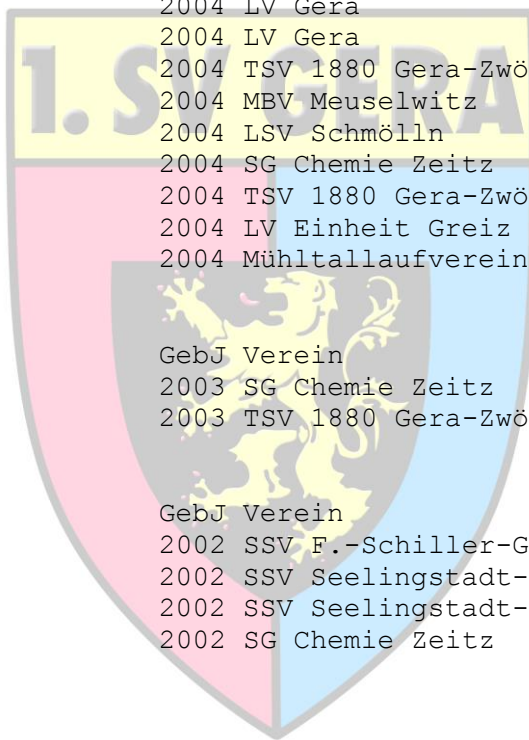 2004 LV Gera
2004 LV Gera
1. SV GERA
2004 TSV 1880 Gera-Zwö
2004 MBV Meuselwitz
2004 LSV Schmölln
2004 SG Chemie Zeitz
2004 TSV 1880 Gera-Zwö
2004 LV Einheit Greiz
2004 Mühltallaufverein
GebJ Verein
2003 SG Chemie Zeitz
2003 TSV 1880 Gera-Zwö
GebJ Verein
2002 SSV F.-Schiller-G
2002 SSV Seelingstadt-
2002 SSV Seelingstadt-
2002 SG Chemie Zeitz